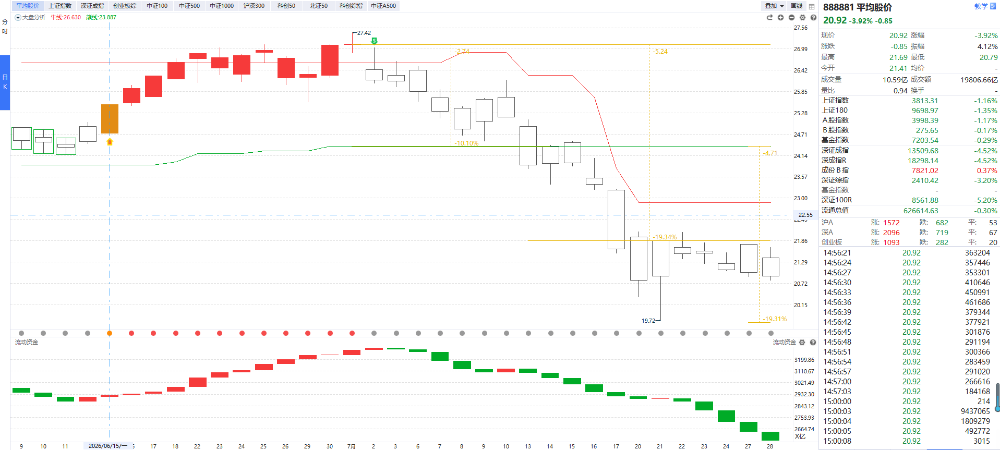 平均股价 上证指数 深证成指 创业板综 中证100 中证500 中证1000 沪深300 科创50 北证50 科创综指 中证A500 叠加 画线
大盘分析 牛线:26.630 熊线:23.887
分时
日K
27.56
26.99
26.42
25.85
25.28
24.71
24.14
23.57
23.00
22.55
22.43
21.86
21.29
20.72
20.15
27.42
S
B
-2.74
-10.10%
-5.24
-19.34%
-4.71
-19.31%
19.72
流动资金
流动资金
3199.86
3110.67
3021.49
2932.30
2843.12
2753.93
2664.74
X亿
9 10 11 2026/06/15/一 17 18 22 23 24 25 26 29 30 7月 2 3 6 7 8 9 10 13 14 15 16 17 20 21 22 23 24 27 28
888881 平均股价 教学
20.92 -3.92% -0.85
现价 20.92 涨幅 -3.92%
涨跌 -0.85 振幅 4.12%
最高 21.69 最低 20.79
今开 21.41 均价 -
成交量 10.59亿 成交额 19806.66亿
量比 0.94 换手 -
上证指数 3813.31 -1.16%
上证180 9698.97 -1.35%
A股指数 3998.39 -1.17%
B股指数 275.65 -0.17%
基金指数 7203.54 -0.29%
深证成指 13509.68 -4.52%
深成指R 18298.14 -4.52%
成份B指 7821.02 0.37%
深证综指 2410.42 -3.20%
基金指数 - -
深证100R 8561.88 -5.20%
流通总值 626614.63 -0.30%
沪A 涨: 1572 跌: 682 平: 53
深A 涨: 2096 跌: 719 平: 67
创业板 涨: 1093 跌: 282 平: 20
14:56:21 20.92 363204
14:56:24 20.92 357446
14:56:27 20.92 353301
14:56:30 20.92 410646
14:56:33 20.92 450991
14:56:36 20.92 461686
14:56:39 20.92 379344
14:56:42 20.92 377921
14:56:45 20.92 301876
14:56:48 20.92 291194
14:56:51 20.92 300366
14:56:54 20.92 283459
14:56:57 20.92 291020
14:57:00 20.92 266616
14:57:03 20.92 184168
15:00:00 20.92 214
15:00:03 20.92 9437065
15:00:04 20.92 1809279
15:00:05 20.92 492772
15:00:08 20.92 3015